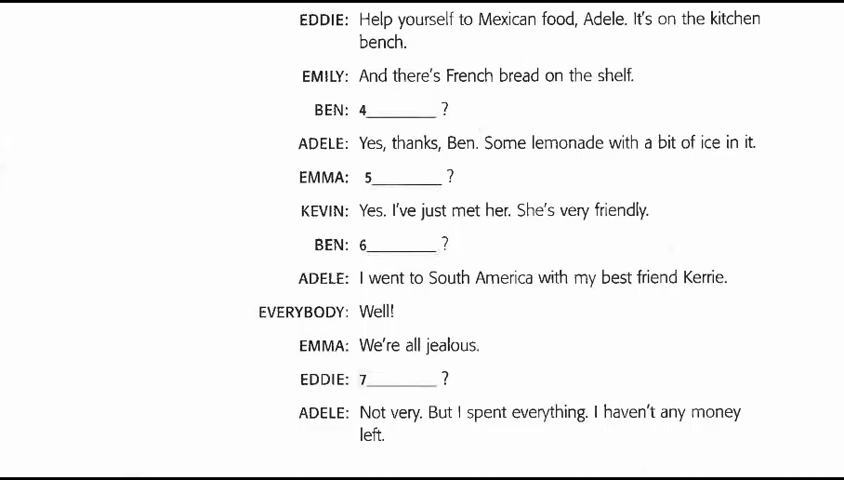 EDDIE: Help yourself to Mexican food, Adele. It's on the kitchen
bench.
EMILY: And there's French bread on the shelf.
BEN: 4________ ?
ADELE: Yes, thanks, Ben. Some lemonade with a bit of ice in it.
EMMA: 5________ ?
KEVIN: Yes. I've just met her. She's very friendly.
BEN: 6________ ?
ADELE: I went to South America with my best friend Kerrie.
EVERYBODY: Well!
EMMA: We're all jealous.
EDDIE: 7________ ?
ADELE: Not very. But I spent everything. I haven't any money
left.